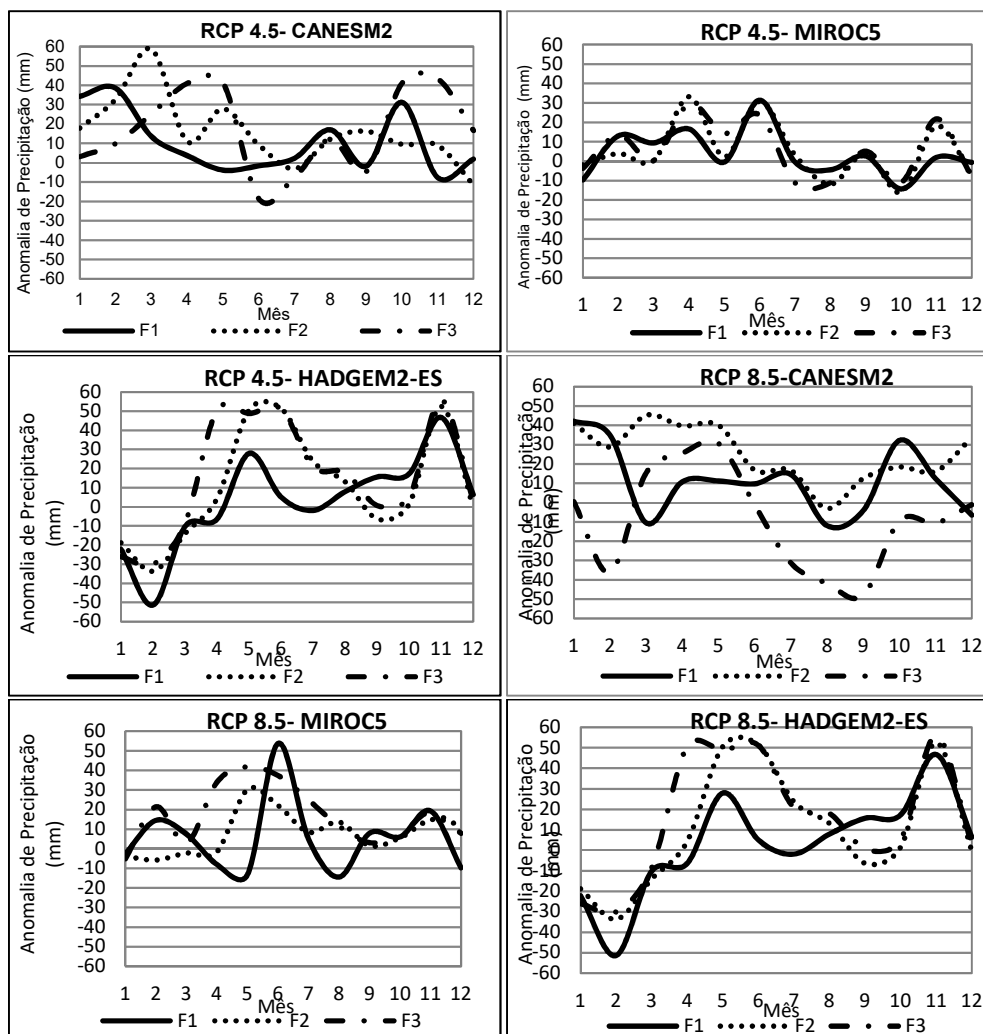 RCP 4.5- CANESM2
Anomalia de Precipitação (mm)
60
50
40
30
20
10
0
-10
-20
-30
-40
-50
-60
1 2 3 4 5 6 7 8 9 10 11 12
Mês
F1 F2 F3
RCP 4.5- MIROC5
Anomalia de Precipitação (mm)
60
50
40
30
20
10
0
-10
-20
-30
-40
-50
-60
1 2 3 4 5 6 7 8 9 10 11 12
Mês
F1 F2 F3
RCP 4.5- HADGEM2-ES
Anomalia de Precipitação
(mm)
60
50
40
30
20
10
0
-10
-20
-30
-40
-50
-60
1 2 3 4 5 6 7 8 9 10 11 12
Mês
F1 F2 F3
RCP 8.5-CANESM2
Anomalia de Precipitação
(mm)
60
50
40
30
20
10
0
-10
-20
-30
-40
-50
-60
1 2 3 4 5 6 7 8 9 10 11 12
Mês
F1 F2 F3
RCP 8.5- MIROC5
Anomalia de Precipitação
(mm)
60
50
40
30
20
10
0
-10
-20
-30
-40
-50
-60
1 2 3 4 5 6 7 8 9 10 11 12
Mês
F1 F2 F3
RCP 8.5- HADGEM2-ES
Anomalia de Precipitação
(mm)
60
50
40
30
20
10
0
-10
-20
-30
-40
-50
-60
1 2 3 4 5 6 7 8 9 10 11 12
Mês
F1 F2 F3